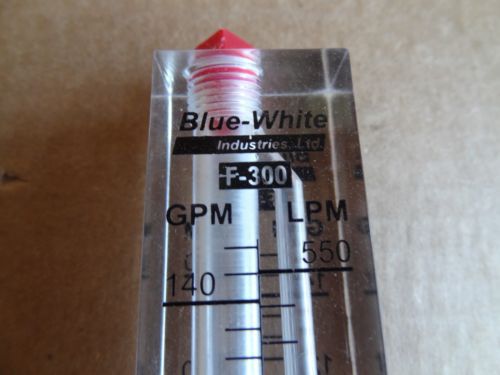 Blue-White
Industries, Ltd.
F-300
GPM LPM
550
140